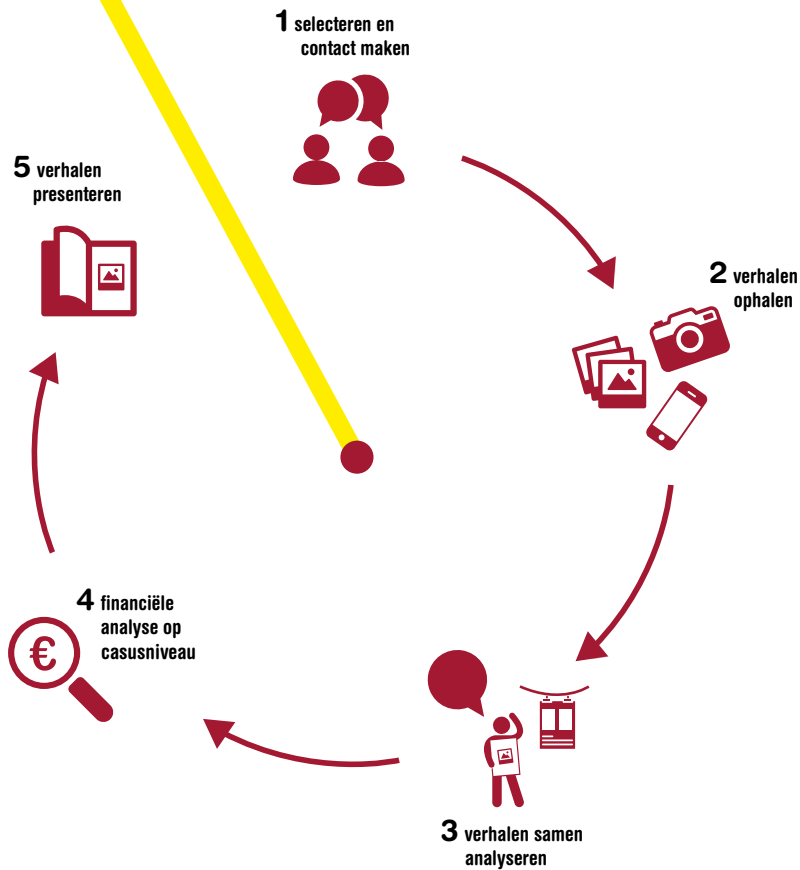 1 selecteren en
contact maken
2 verhalen
ophalen
3 verhalen samen
analyseren
4 financiële
analyse op
casusniveau
€
5 verhalen
presenteren